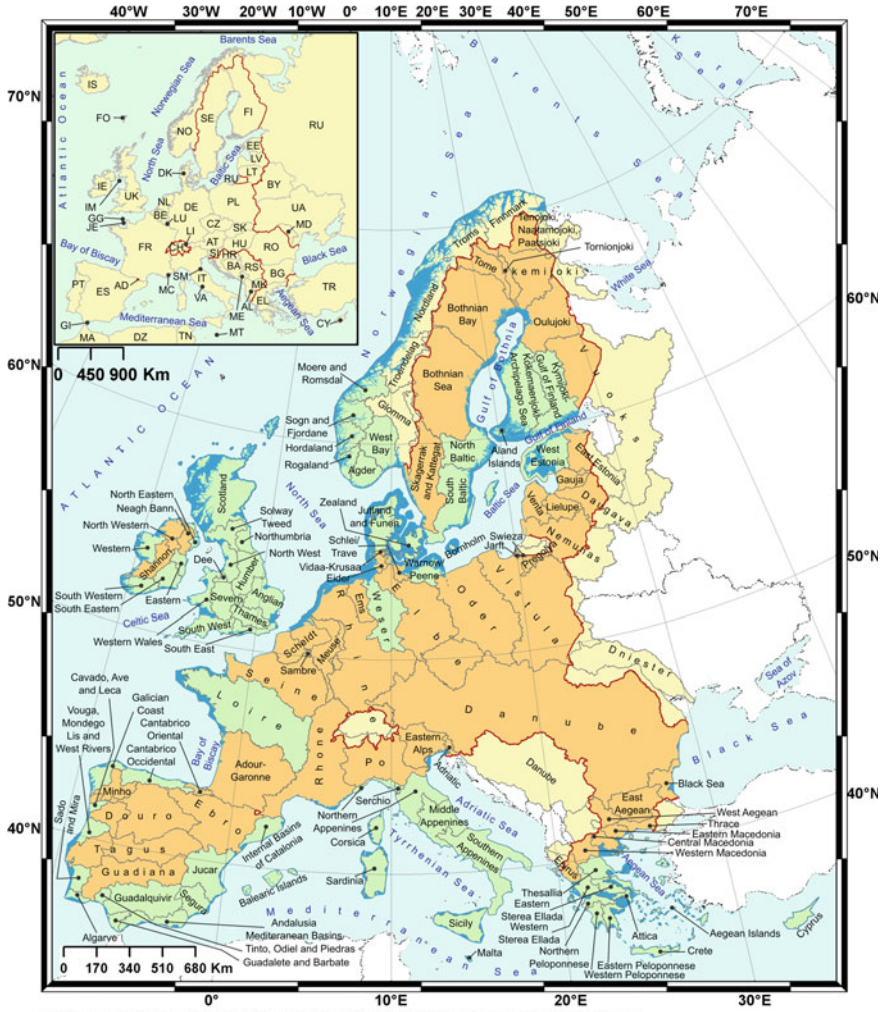 40°W 30°W 20°W 10°W 0° 10°E 20°E 30°E 40°E 50°E 60°E 70°E
70°N
60°N
50°N
40°N
60°N
50°N
40°N
0° 10°E 20°E 30°E
Barents Sea
Norwegian Sea
Atlantic Ocean
North Sea
Baltic Sea
Bay of Biscay
Black Sea
Aegean Sea
Mediterranean Sea
IS
FO
NO
SE
FI
RU
EE
LV
LT
RU
DK
BY
IE
UK
IM
GG
JE
NL
BE
LU
DE
PL
UA
MD
LI
CZ
SK
FR
CH
AT
HU
RO
SI
HR
BA
RS
BG
PT
ES
AD
SM
IT
MC
VA
ME
AL
MK
EL
TR
GI
MA
DZ
TN
MT
CY
0 450 900 Km
Barents Sea
Kara Sea
Norwegian Sea
White Sea
ATLANTIC OCEAN
Gulf of Bothnia
Gulf of Finland
Baltic Sea
North Sea
Celtic Sea
Bay of Biscay
Sea of Azov
Black Sea
Adriatic Sea
Tyrrhenian Sea
Aegean Sea
Mediterranean Sea
Troms
Finnmark
Tenojoki
Naatamojoki
Paatsjoki
Tornionjoki
Torne
kemijoki
Nordland
Bothnian
Bay
Oulujoki
Vuoksi
Troendelag
Bothnian
Sea
Kymijoki
Gulf of Finland
Kokemaenjoki
Archipelago Sea
Moere and
Romsdal
Glomma
Sogn and
Fjordane
Hordaland
Rogaland
West
Bay
Agder
Skagerrak
and Kattegat
North
Baltic
South
Baltic
Aland
Islands
West
Estonia
East Estonia
Gauja
Daugava
Venta
Lielupe
Nemunas
Swieza
Jarft
Pregolya
Bornholm
Zealand
Jutland
and Funen
Schlei/
Trave
Vidaa-Krusaa
Eider
Warnow/
Peene
Scotland
North Eastern
Neagh Bann
North Western
Western
Shannon
Dee
South Western
South Eastern
Eastern
Solway
Tweed
Northumbria
North West
Humber
Anglian
Severn
Thames
South West
South East
Western Wales
Rhine
Ems
Weser
Elbe
Oder
Vistula
Dniester
Scheldt
Meuse
Sambre
Seine
Loire
Danube
Rhone
Po
Eastern
Alps
Adriatic
Danube
Adour-
Garonne
Cavado, Ave
and Leca
Vouga,
Mondego
Lis and
West Rivers
Galician
Coast
Cantabrico
Oriental
Cantabrico
Occidental
Sado
and Mira
Minho
Douro
Ebro
Tagus
Guadiana
Jucar
Guadalquivir
Segura
Internal Basins
of Catalonia
Balearic Islands
Algarve
Andalusia
Mediterranean Basins
Tinto, Odiel and Piedras
Guadalete and Barbate
Northern
Appenines
Serchio
Corsica
Sardinia
Middle
Appenines
Southern
Appenines
Sicily
Malta
Black Sea
East
Aegean
West Aegean
Thrace
Eastern Macedonia
Central Macedonia
Western Macedonia
Epirus
Thesallia
Eastern
Sterea Ellada
Western
Sterea Ellada
Northern
Peloponnese
Eastern Peloponnese
Western Peloponnese
Attica
Crete
Aegean Islands
Cyprus
0 170 340 510 680 Km